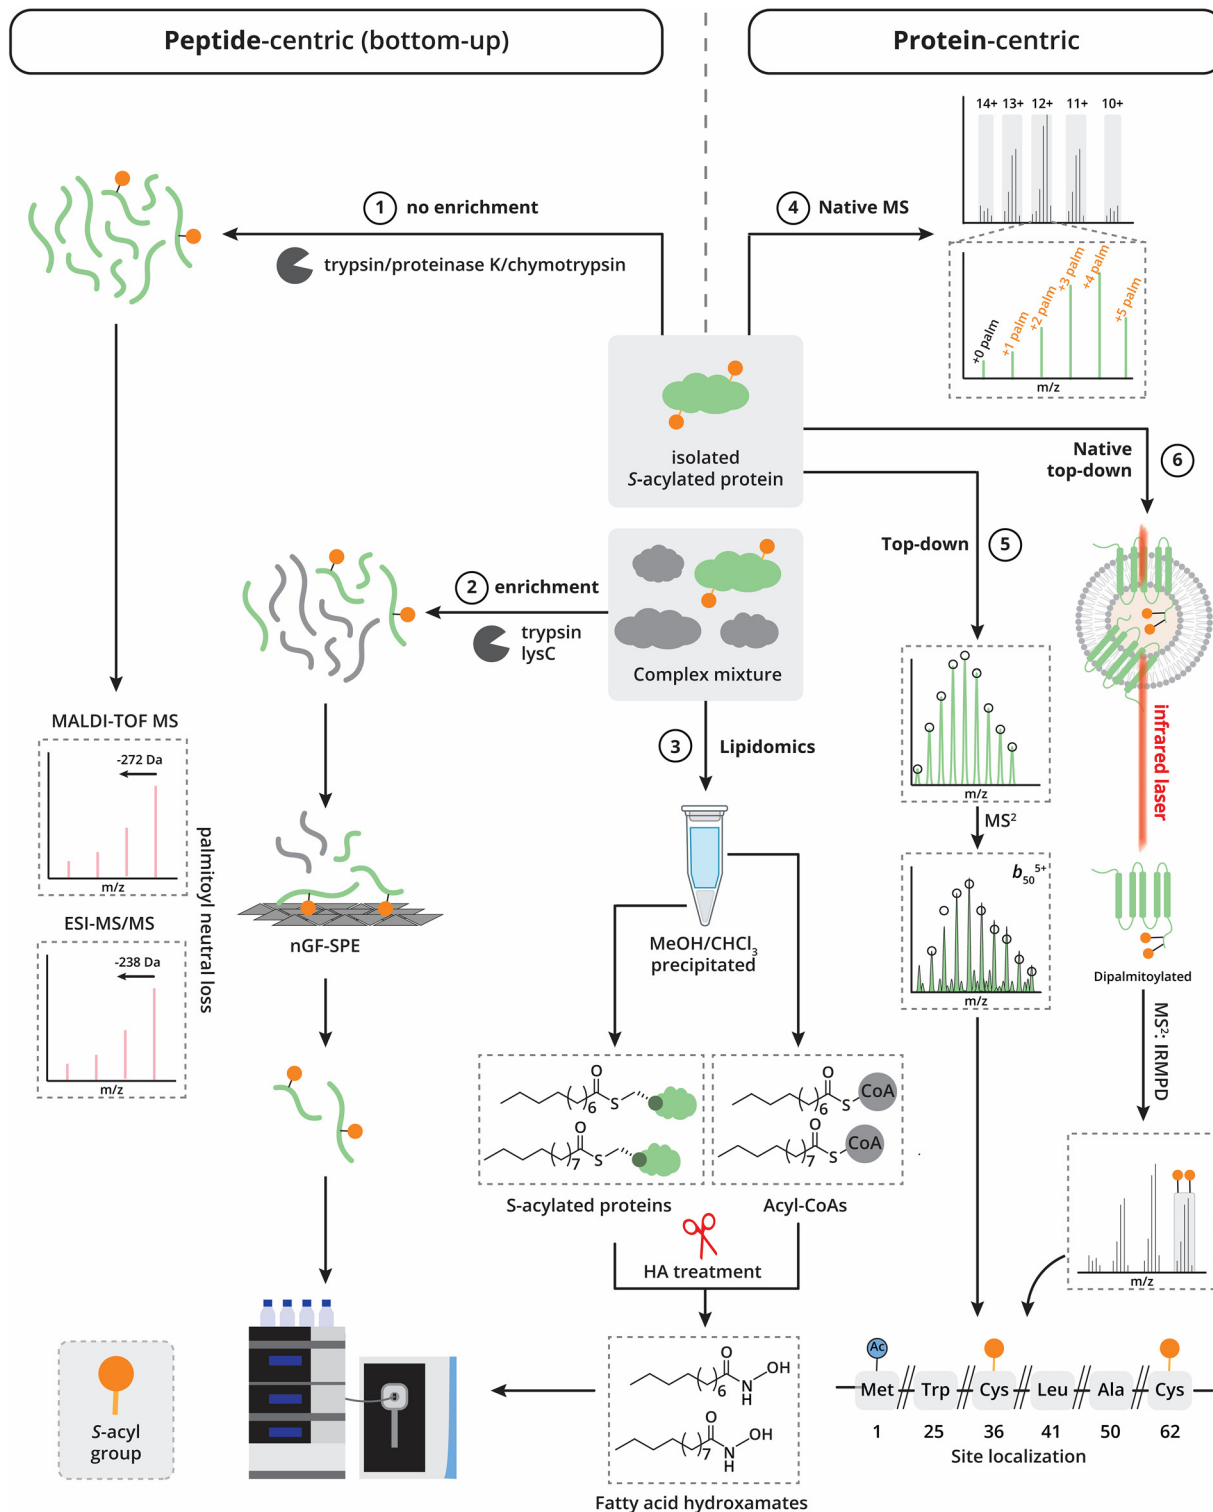 Peptide-centric (bottom-up)
Protein-centric
1 no enrichment
trypsin/proteinase K/chymotrypsin
4 Native MS
14+ 13+ 12+ 11+ 10+
+0 palm
+1 palm
+2 palm
+3 palm
+4 palm
+5 palm
m/z
isolated
S-acylated protein
Native
top-down
6
Top-down 5
2 enrichment
trypsin
lysC
Complex mixture
3 Lipidomics
MALDI-TOF MS
-272 Da
m/z
palmitoyl neutral loss
ESI-MS/MS
-238 Da
m/z
nGF-SPE
MeOH/CHCl3
precipitated
m/z
MS2
b50 5+
m/z
infrared laser
Dipalmitoylated
MS2: IRMPD
m/z
O
6 S
O
7 S
O
6 S CoA
O
7 S CoA
S-acylated proteins
Acyl-CoAs
HA treatment
O
6 N OH
H
O
7 N OH
H
Fatty acid hydroxamates
S-acyl
group
Ac
Met Trp Cys Leu Ala Cys
1 25 36 41 50 62
Site localization